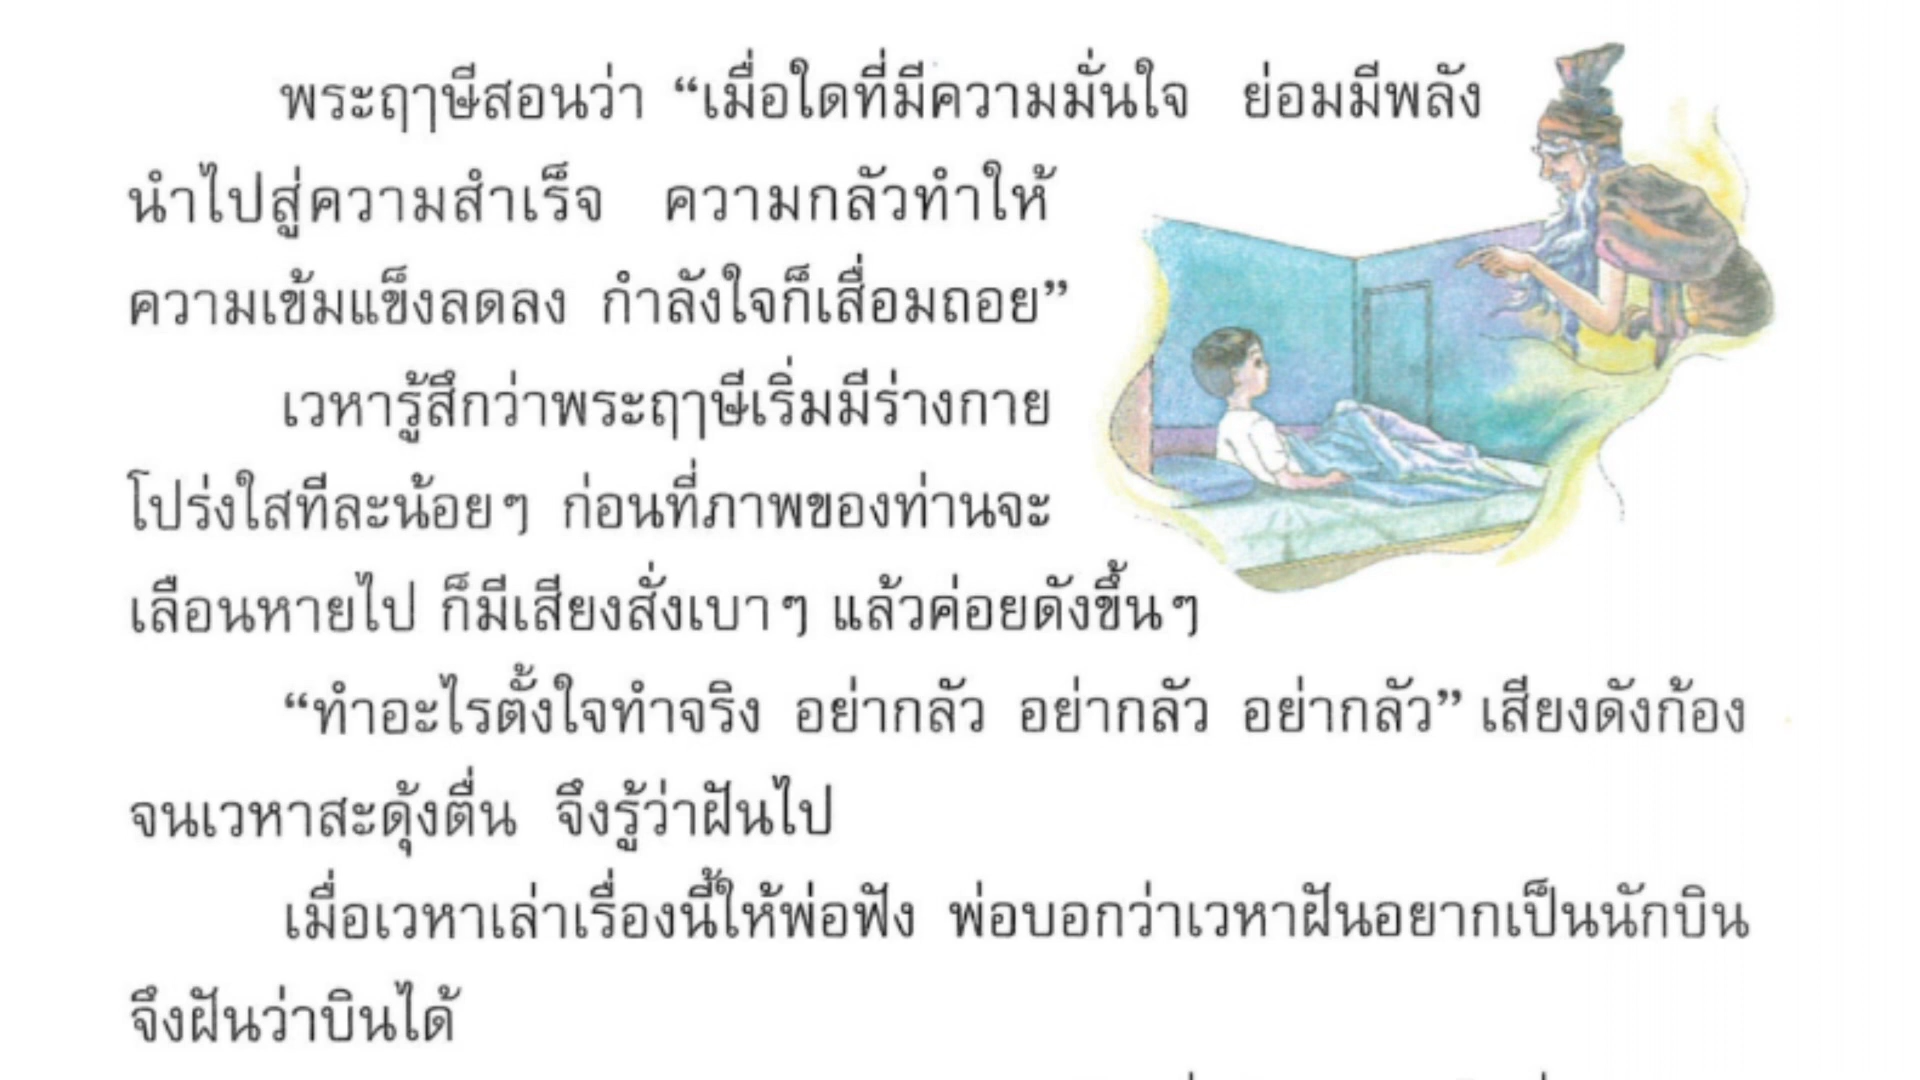 พระฤๅษีสอนว่า “เมื่อใดที่มีความมั่นใจ ย่อมมีพลัง
นำไปสู่ความสำเร็จ ความกลัวทำให้
ความเข้มแข็งลดลง กำลังใจก็เสื่อมถอย”
เวหารู้สึกว่าพระฤๅษีเริ่มมีร่างกาย
โปร่งใสทีละน้อยๆ ก่อนที่ภาพของท่านจะ
เลือนหายไป ก็มีเสียงสั่งเบาๆ แล้วค่อยดังขึ้นๆ
“ทำอะไรตั้งใจทำจริง อย่ากลัว อย่ากลัว อย่ากลัว” เสียงดังก้อง
จนเวหาสะดุ้งตื่น จึงรู้ว่าฝันไป
เมื่อเวหาเล่าเรื่องนี้ให้พ่อฟัง พ่อบอกว่าเวหาฝันอยากเป็นนักบิน
จึงฝันว่าบินได้